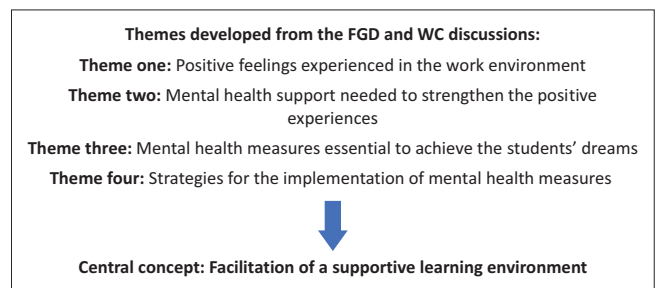 Themes developed from the FGD and WC discussions:
Theme one: Positive feelings experienced in the work environment
Theme two: Mental health support needed to strengthen the positive
experiences
Theme three: Mental health measures essential to achieve the students’ dreams
Theme four: Strategies for the implementation of mental health measures
Central concept: Facilitation of a supportive learning environment